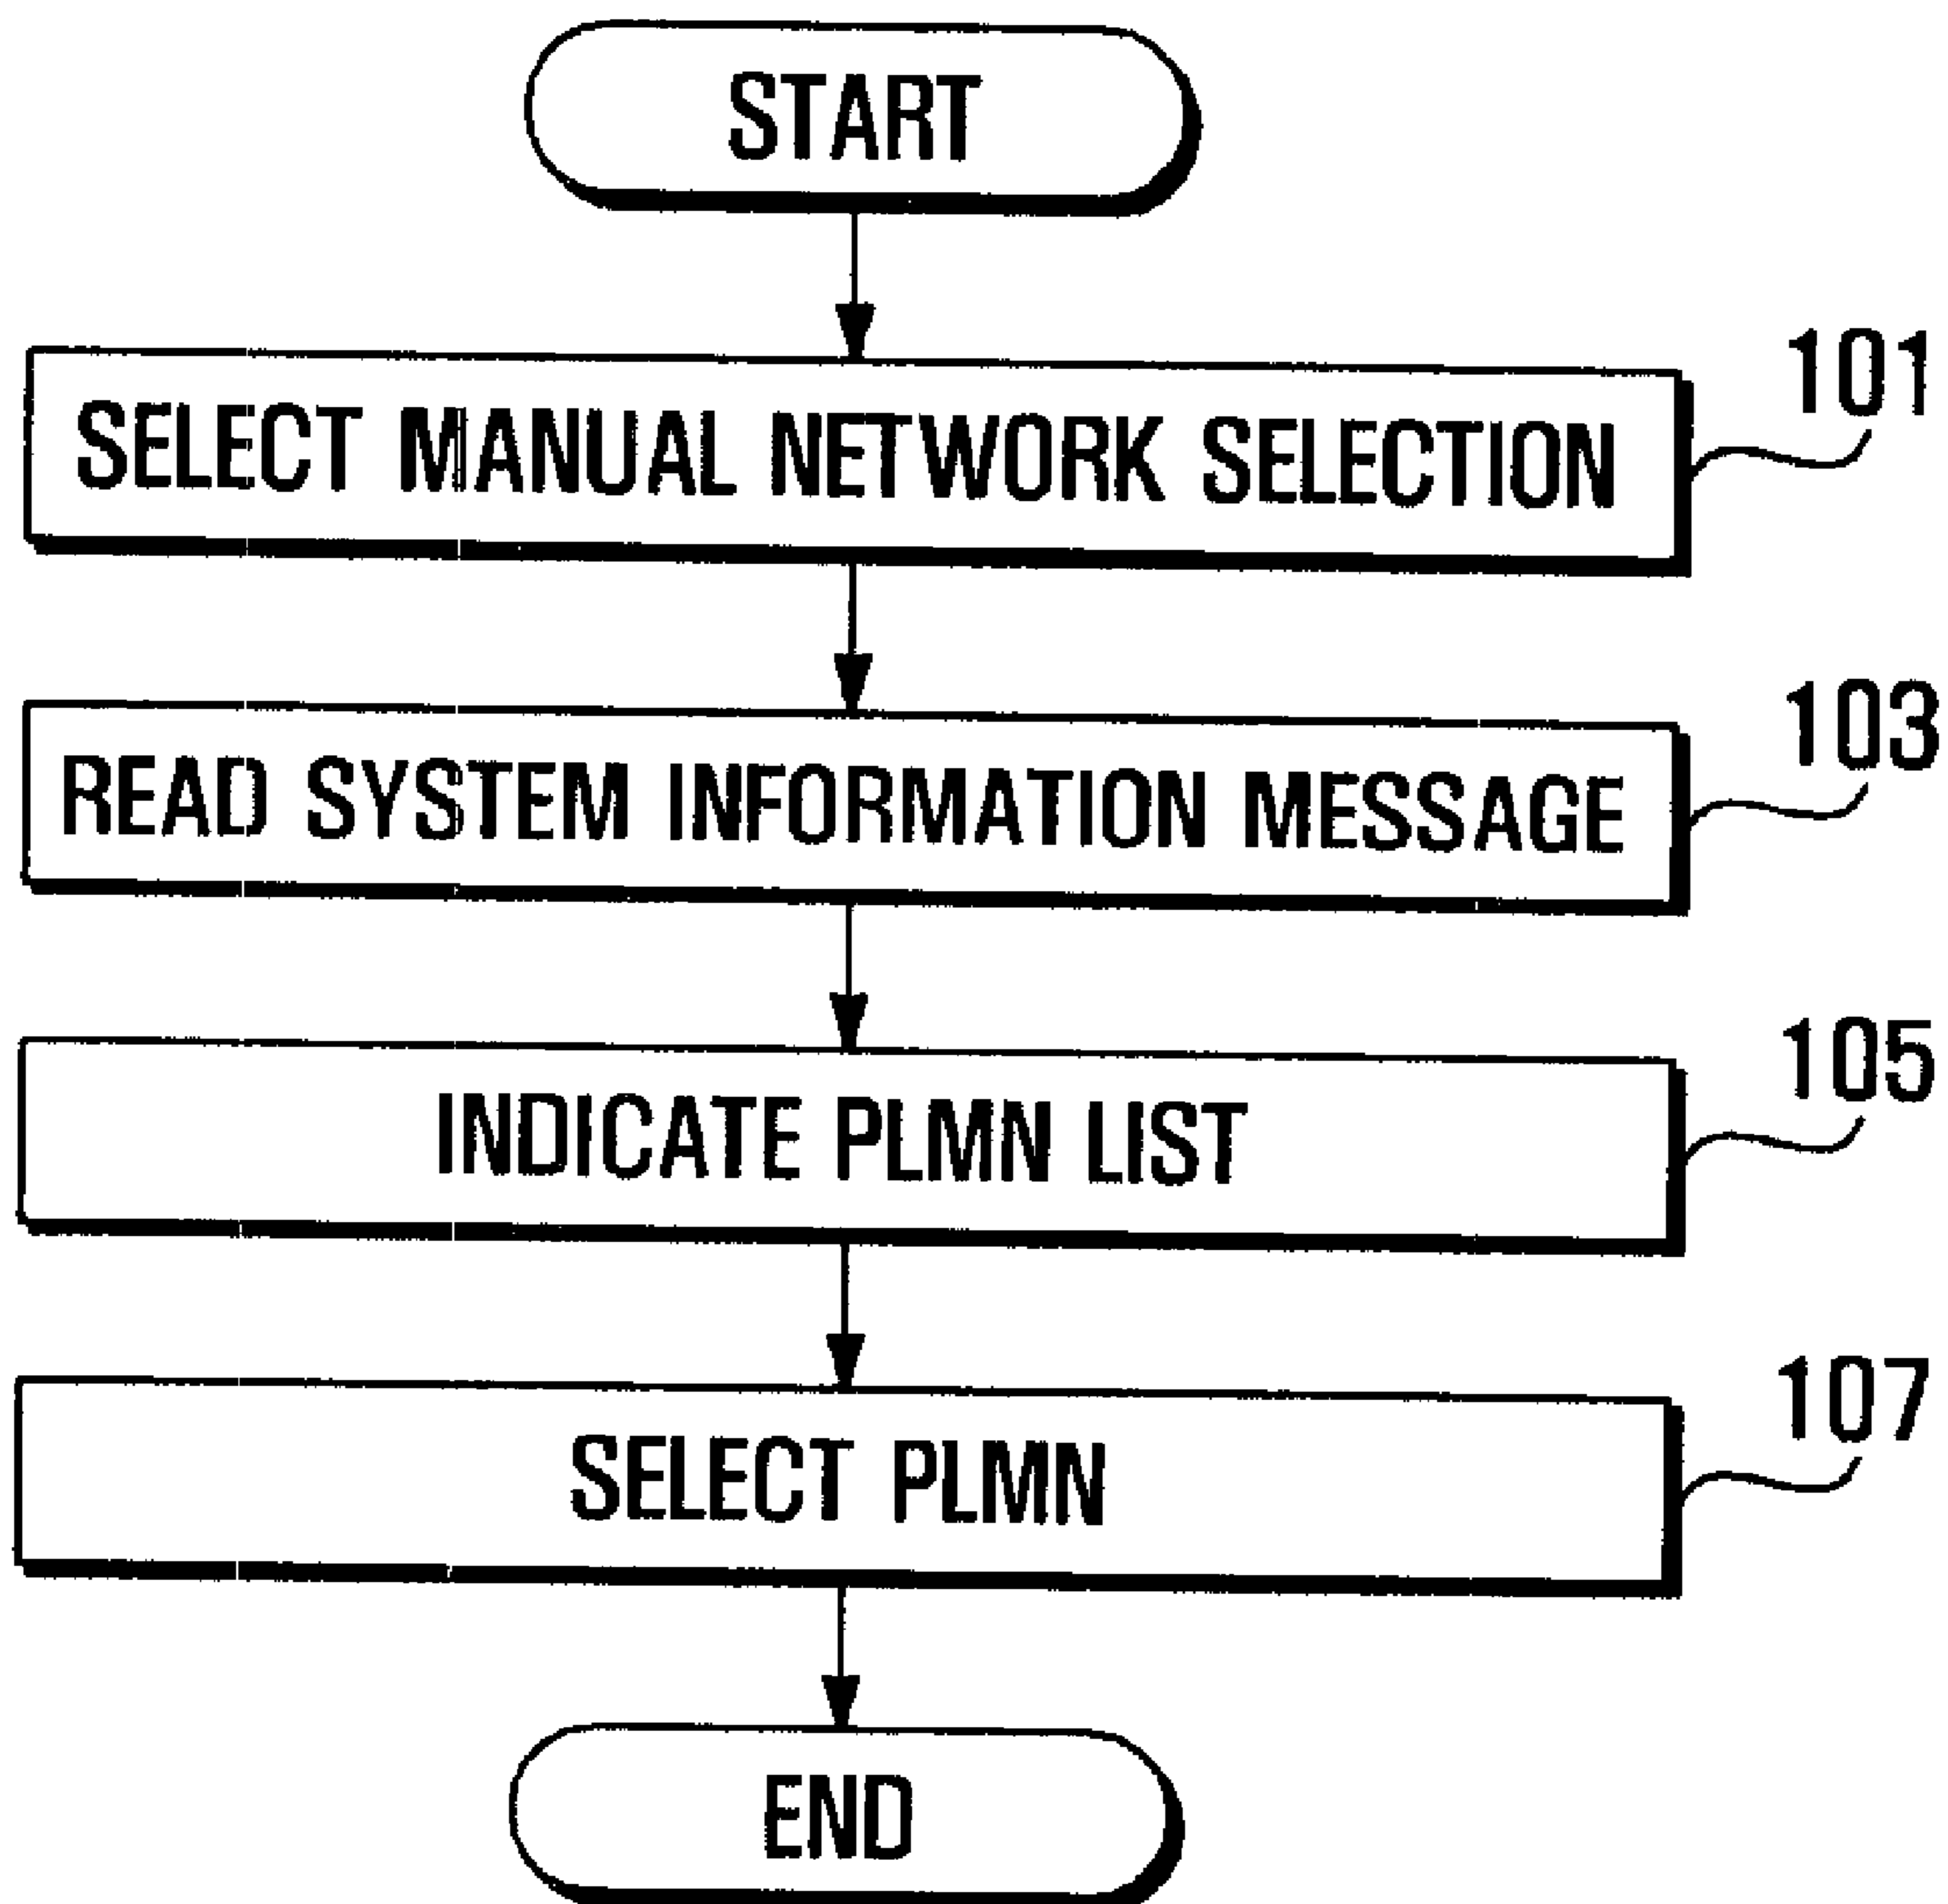 START
SELECT MANUAL NETWORK SELECTION
101
READ SYSTEM INFORMATION MESSAGE
103
INDICATE PLMN LIST
105
SELECT PLMN
107
END